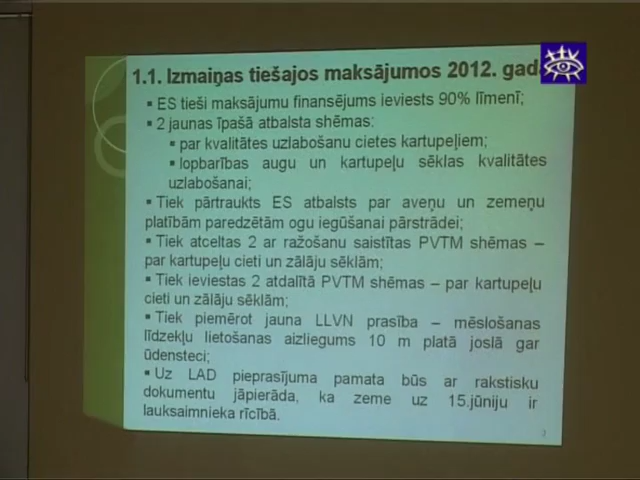 1.1. Izmaiņas tiešajos maksājumos 2012. gadā
▪ ES tieši maksājumu finansējums ieviests 90% līmenī;
▪ 2 jaunas īpašā atbalsta shēmas:
▪ par kvalitātes uzlabošanu cietes kartupeļiem;
▪ lopbarības augu un kartupeļu sēklas kvalitātes
uzlabošanai;
▪ Tiek pārtraukts ES atbalsts par aveņu un zemeņu
platībām paredzētām ogu iegūšanai pārstrādei;
▪ Tiek atceltas 2 ar ražošanu saistītas PVTM shēmas –
par kartupeļu cieti un zālāju sēklām;
▪ Tiek ieviestas 2 atdalītā PVTM shēmas – par kartupeļu
cieti un zālāju sēklām;
▪ Tiek piemērot jauna LLVN prasība – mēslošanas
līdzekļu lietošanas aizliegums 10 m platā joslā gar
ūdensteci;
▪ Uz LAD pieprasījuma pamata būs ar rakstisku
dokumentu jāpierāda, ka zeme uz 15.jūniju ir
lauksaimnieka rīcībā.